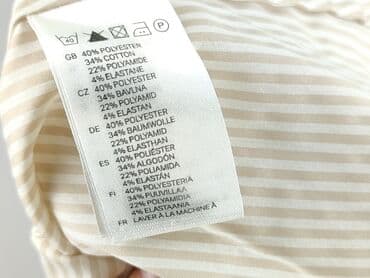 40 P
GB 40% POLYESTER
34% COTTON
22% POLYAMIDE
4% ELASTANE
CZ 40% POLYESTER
34% BAVLNA
22% POLYAMID
4% ELASTAN
DE 40% POLYESTER
34% BAUMWOLLE
22% POLYAMID
4% ELASTHAN
ES 40% POLIÉSTER
34% ALGODÓN
22% POLIAMIDA
4% ELASTÁN
FI 40% POLYESTERIÄ
34% PUUVILLAA
22% POLYAMIDIA
4% ELASTAANIA
FR LAVER À LA MACHINE À